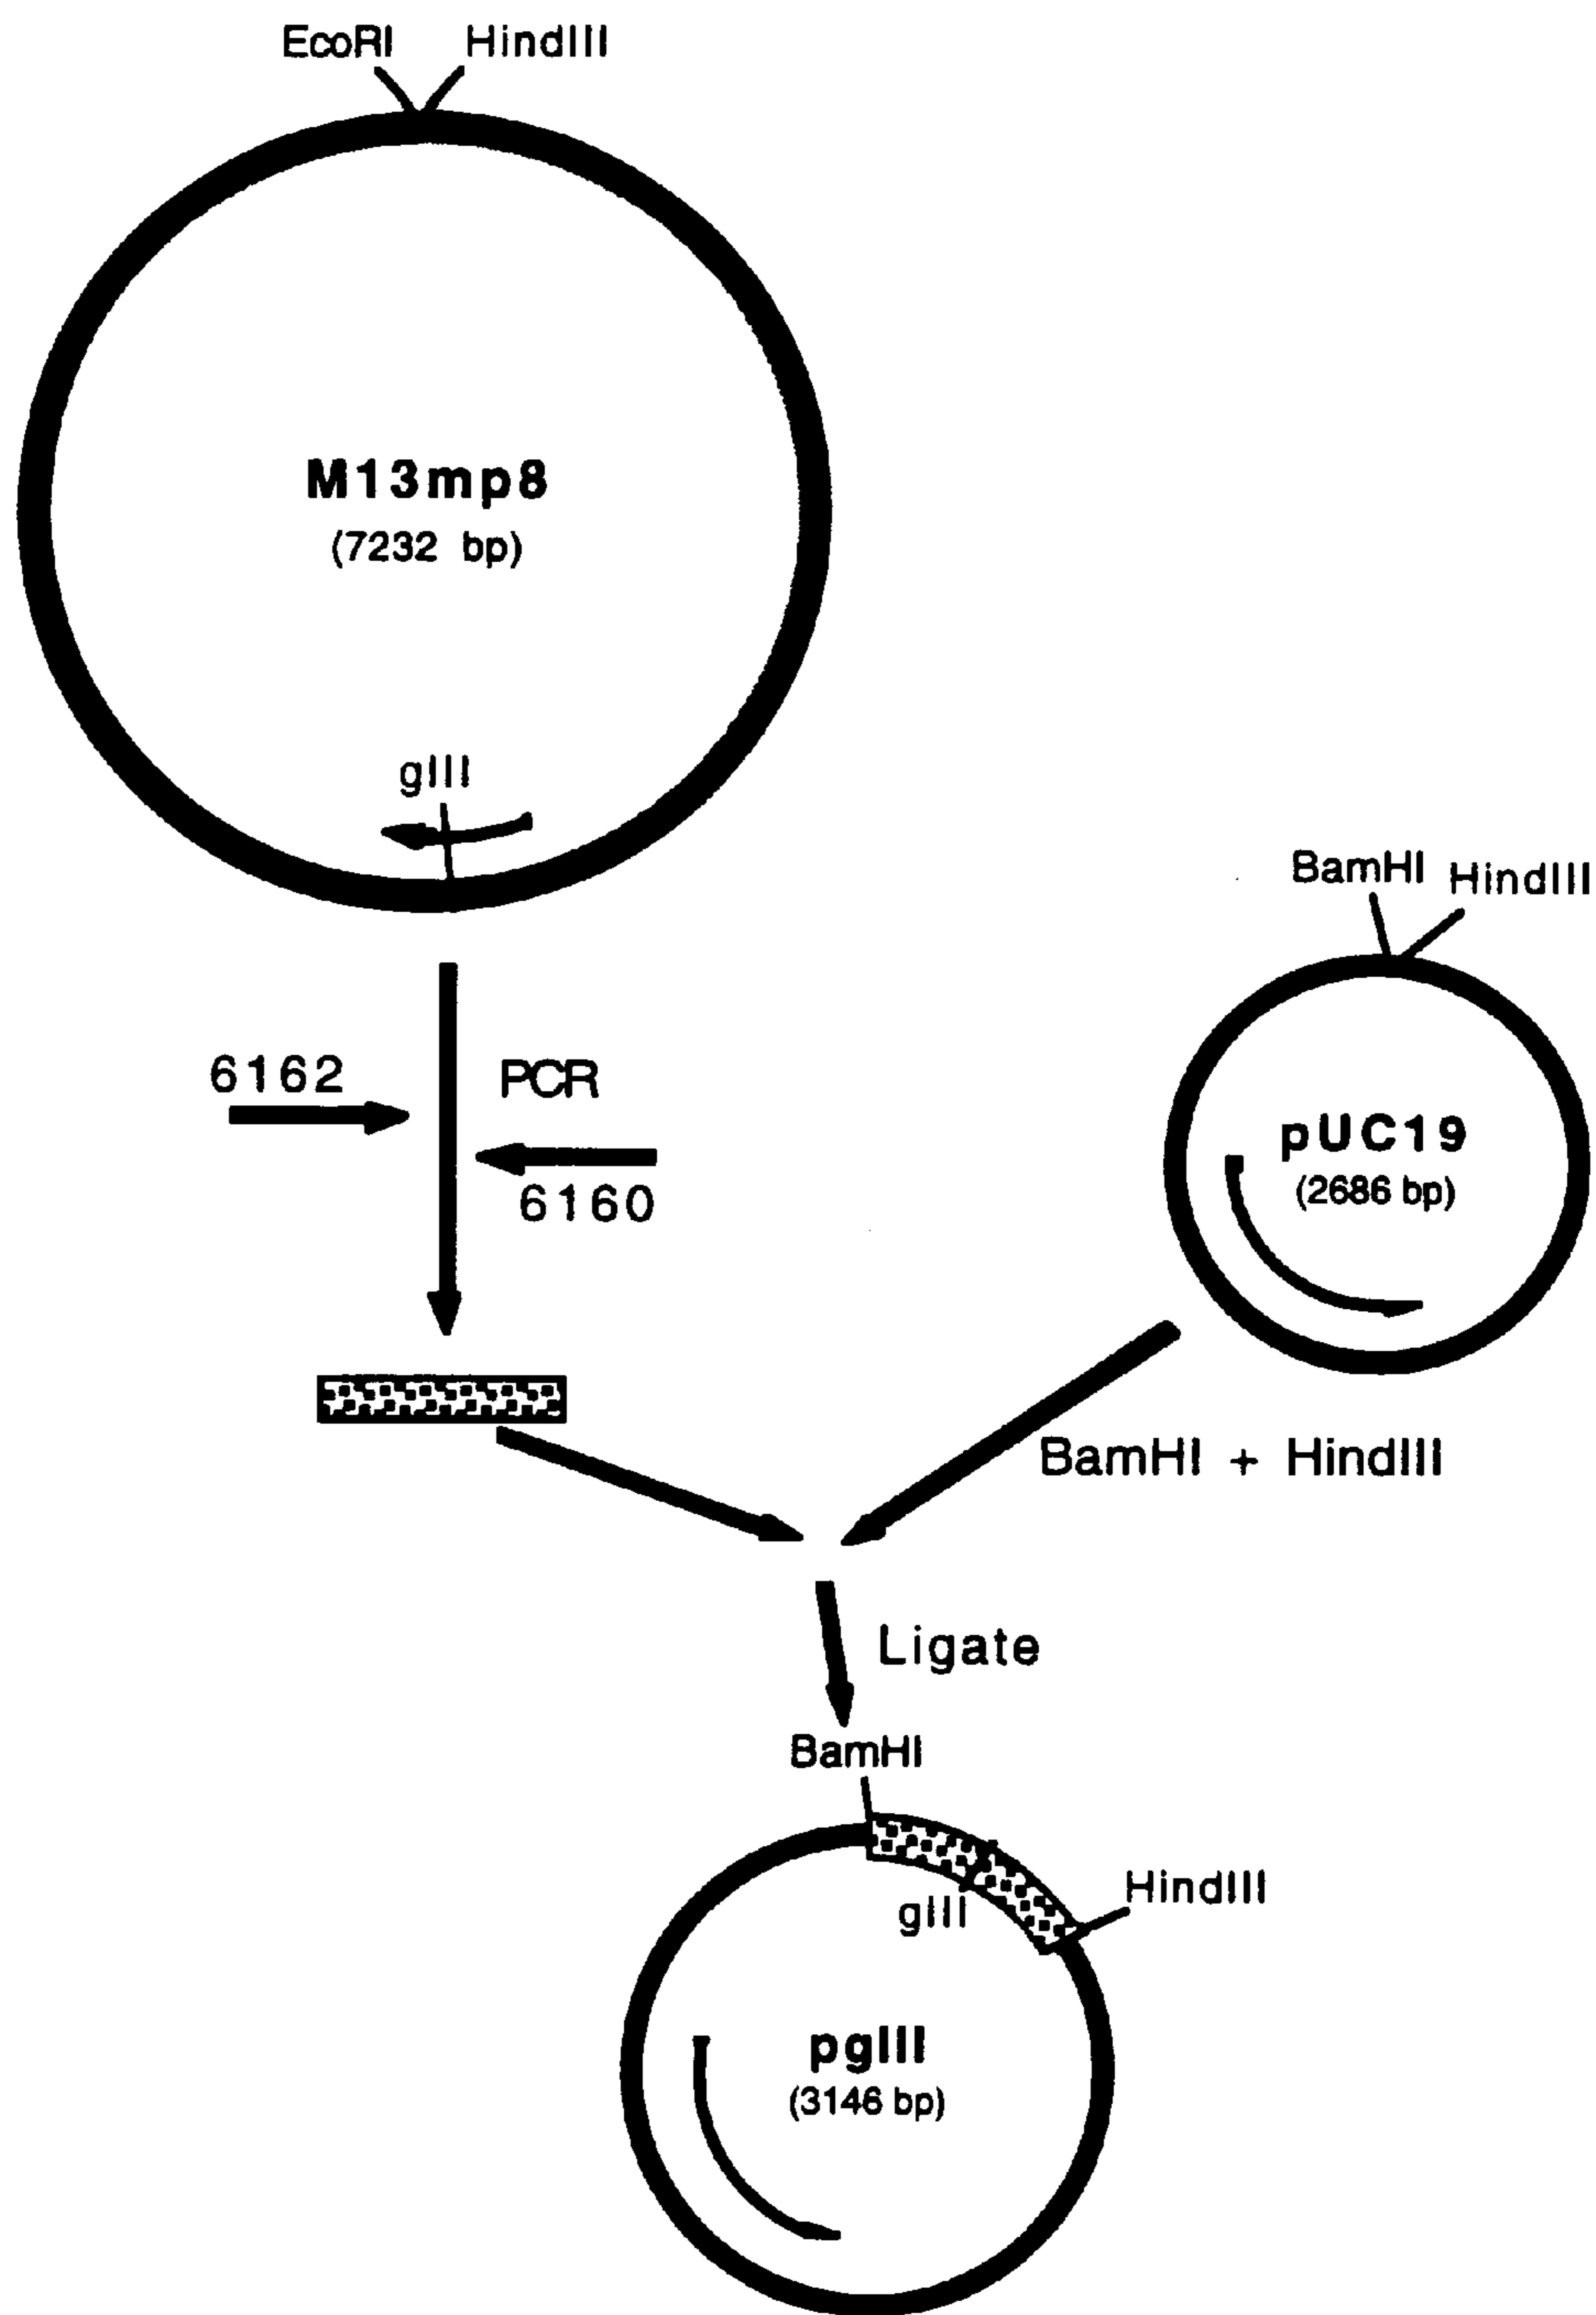 EcoRI HindIII
M13mp8
(7232 bp)
gIII
BamHI HindIII
6162 PCR
6160
pUC19
(2686 bp)
BamHI + HindIII
Ligate
BamHI
HindIII
gIII
pgIII
(3146 bp)